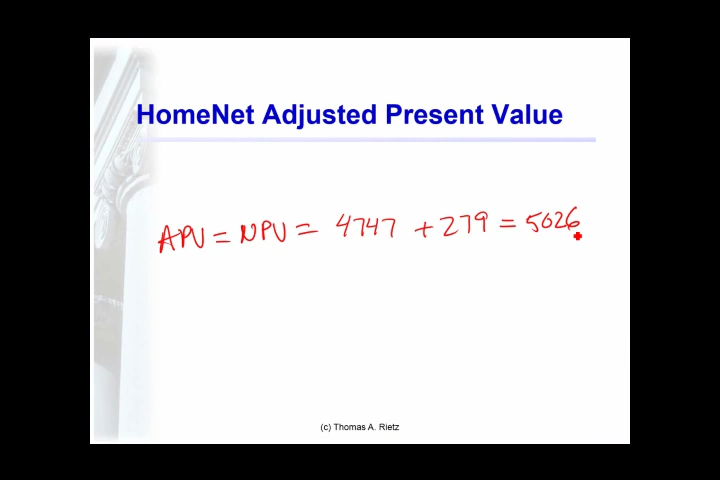 HomeNet Adjusted Present Value
APV = NPV = 4747 + 279 = 5026
(c) Thomas A. Rietz